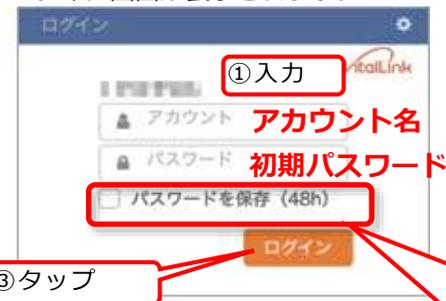 ログイン
①入力
VitalLink
アカウント アカウント名
パスワード 初期パスワード
パスワードを保存（48h）
ログイン
③タップ